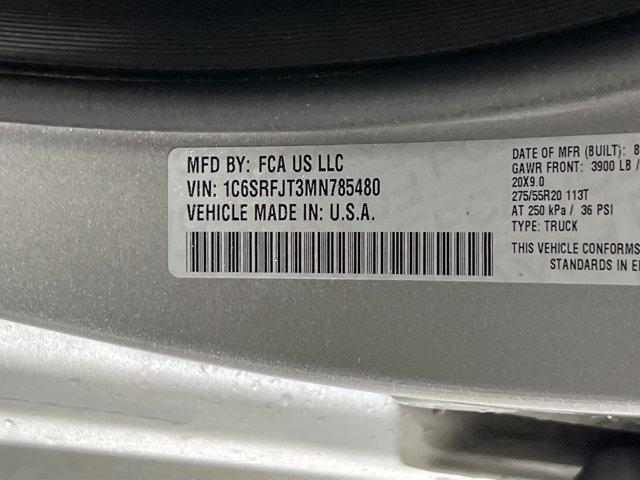 MFD BY: FCA US LLC
VIN: 1C6SRFJT3MN785480
VEHICLE MADE IN: U.S.A.
DATE OF MFR (BUILT): 8
GAWR FRONT: 3900 LB /
20X9.0
275/55R20 113T
AT 250 kPa / 36 PSI
TYPE: TRUCK
THIS VEHICLE CONFORMS
STANDARDS IN E